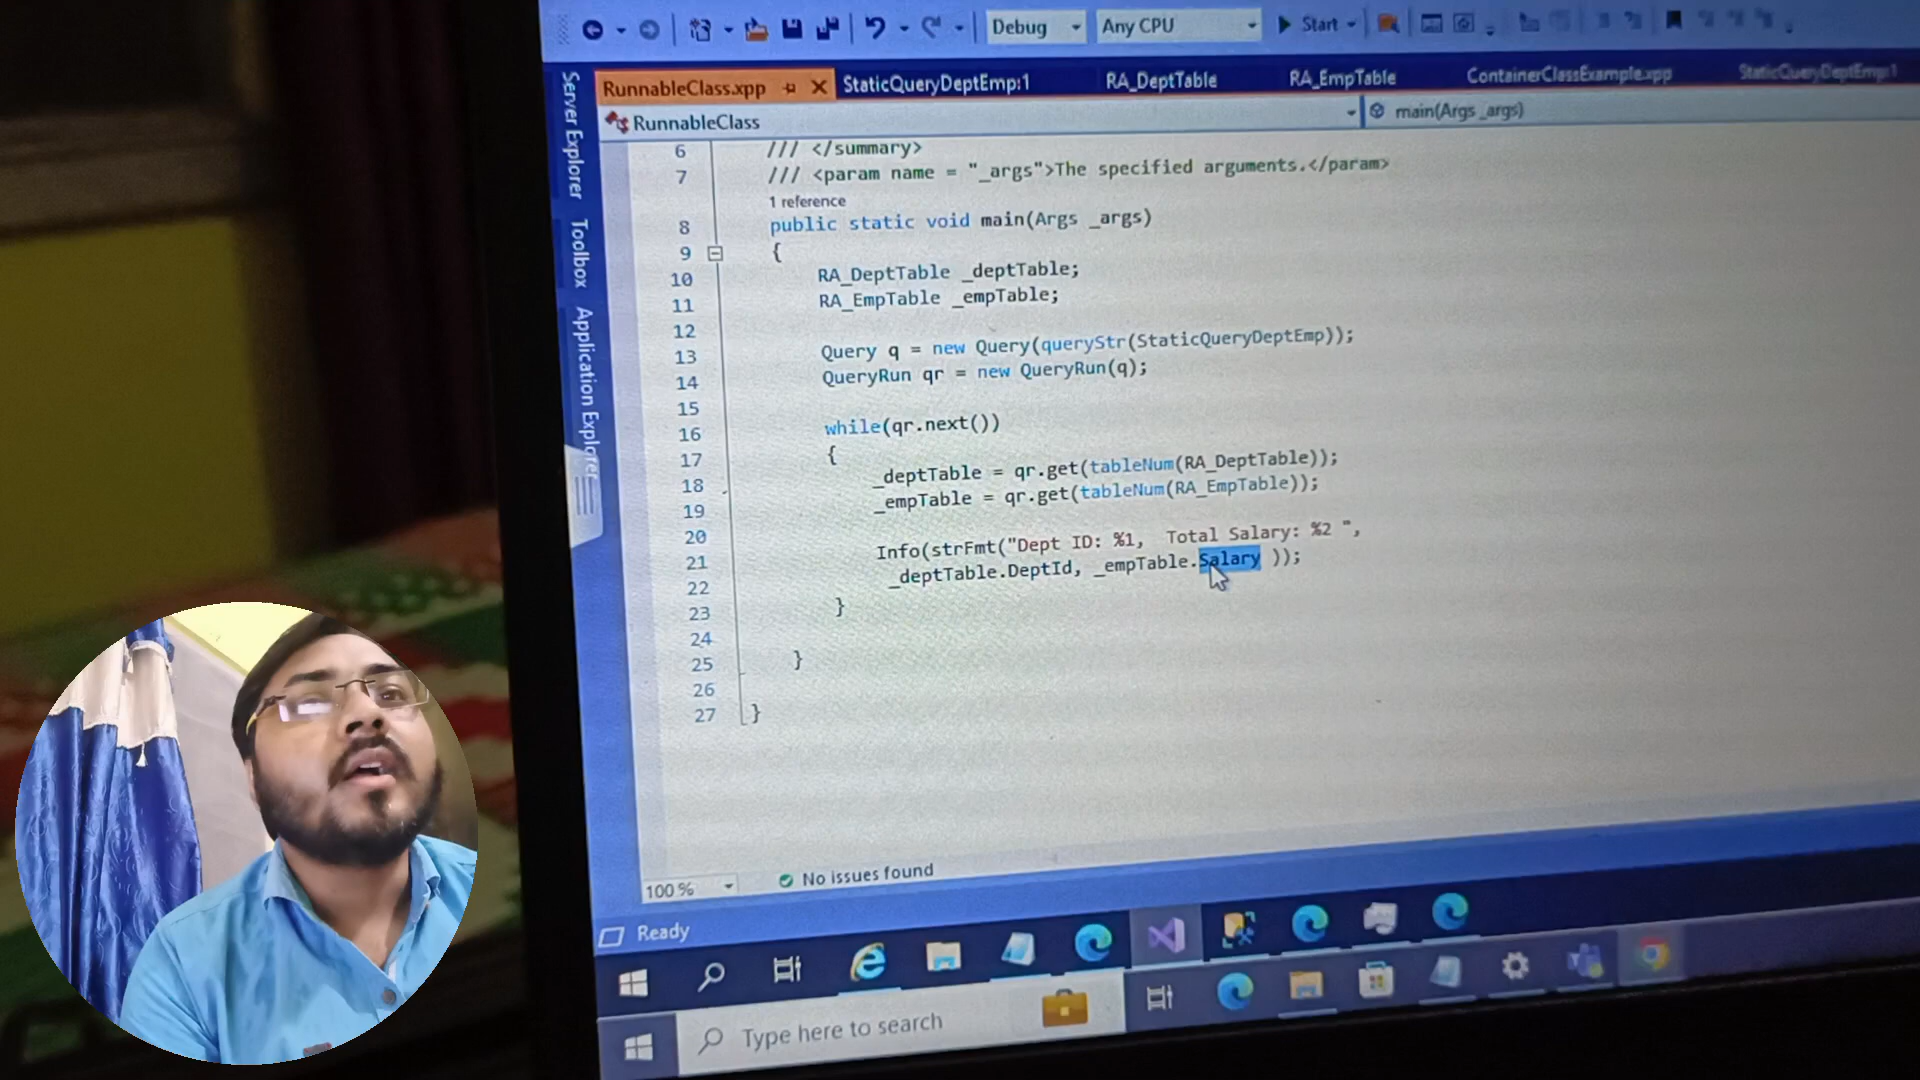 Debug
Any CPU
Start
RunnableClass.xpp
StaticQueryDeptEmp:1
RA_DeptTable
RA_EmpTable
ContainerClassExample.xpp
StaticQueryDeptEmp:1
RunnableClass
main(Args _args)
Server Explorer
Toolbox
Application Explorer
6 /// </summary>
7 /// <param name = "_args">The specified arguments.</param>
1 reference
8 public static void main(Args _args)
9 {
10 RA_DeptTable _deptTable;
11 RA_EmpTable _empTable;
12
13 Query q = new Query(queryStr(StaticQueryDeptEmp));
14 QueryRun qr = new QueryRun(q);
15
16 while(qr.next())
17 {
18 _deptTable = qr.get(tableNum(RA_DeptTable));
19 _empTable = qr.get(tableNum(RA_EmpTable));
20
21 Info(strFmt("Dept ID: %1,  Total Salary: %2 ",
22 _deptTable.DeptId, _empTable.Salary ));
23 }
24
25 }
26
27 }
100 %
No issues found
Ready
Type here to search